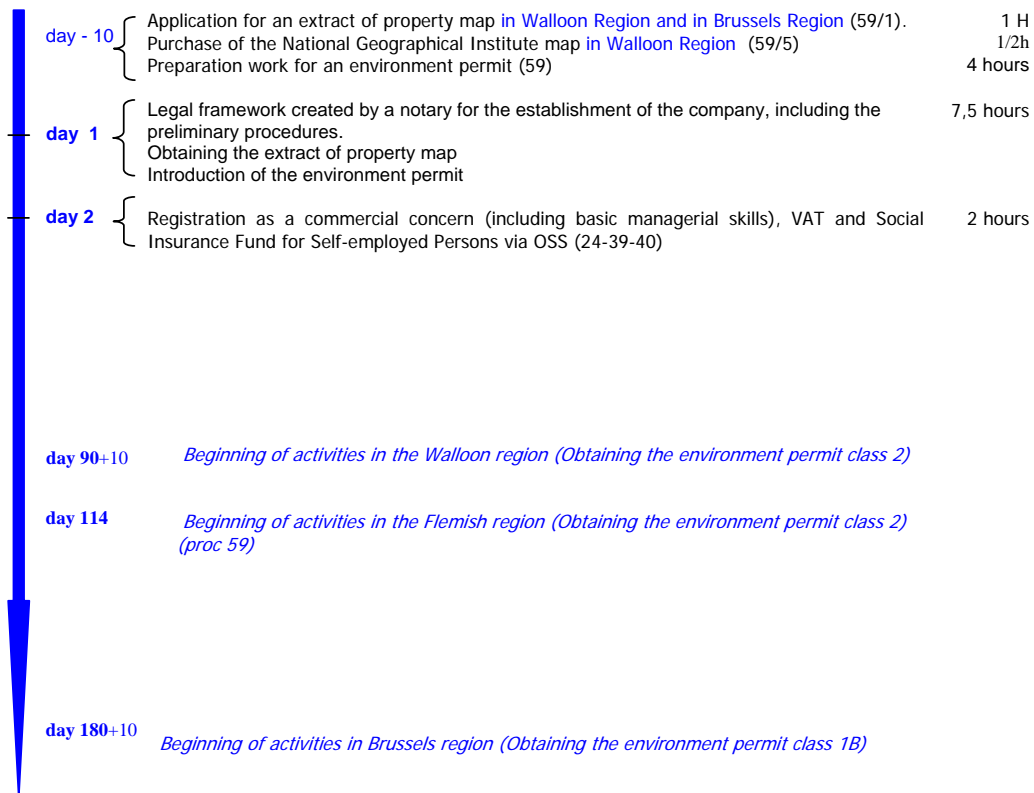 day - 10
Application for an extract of property map in Walloon Region and in Brussels Region (59/1). 1 H
Purchase of the National Geographical Institute map in Walloon Region (59/5) 1/2h
Preparation work for an environment permit (59) 4 hours
day 1
Legal framework created by a notary for the establishment of the company, including the 7,5 hours
preliminary procedures.
Obtaining the extract of property map
Introduction of the environment permit
day 2
Registration as a commercial concern (including basic managerial skills), VAT and Social 2 hours
Insurance Fund for Self-employed Persons via OSS (24-39-40)
day 90+10 Beginning of activities in the Walloon region (Obtaining the environment permit class 2)
day 114 Beginning of activities in the Flemish region (Obtaining the environment permit class 2)
(proc 59)
day 180+10 Beginning of activities in Brussels region (Obtaining the environment permit class 1B)